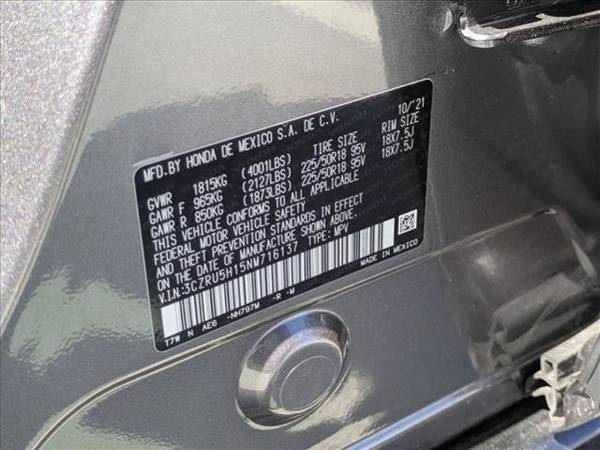 MFD.BY HONDA DE MEXICO S.A. DE C.V. 10/'21
GVWR 1815KG (4001LBS) TIRE SIZE RIM SIZE
GAWR F 965KG (2127LBS) 225/50R18 95V 18X7.5J
GAWR R 850KG (1873LBS) 225/50R18 95V 18X7.5J
THIS VEHICLE CONFORMS TO ALL APPLICABLE
FEDERAL MOTOR VEHICLE SAFETY
AND THEFT PREVENTION STANDARDS IN EFFECT
ON THE DATE OF MANUFACTURE SHOWN ABOVE.
V.I.N:3CZRU5H15NM716137 TYPE: MPV
MADE IN MEXICO
T7W N AE6 -NH797M -R -M